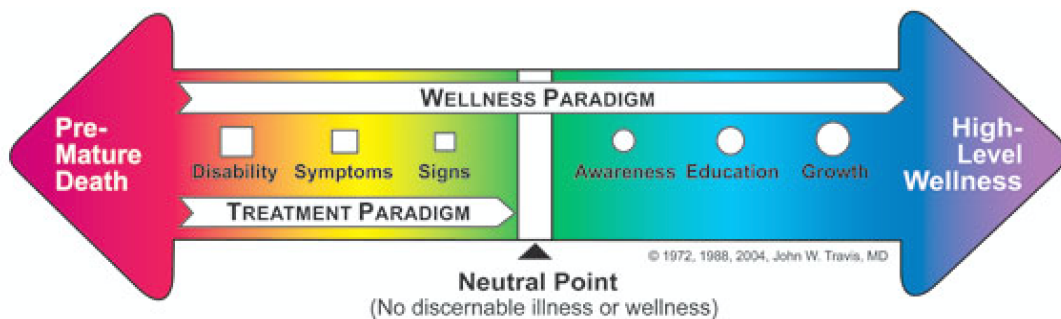 WELLNESS PARADIGM
Pre-
Mature
Death
High-
Level
Wellness
Disability Symptoms Signs Awareness Education Growth
TREATMENT PARADIGM
© 1972, 1988, 2004, John W. Travis, MD
Neutral Point
(No discernable illness or wellness)